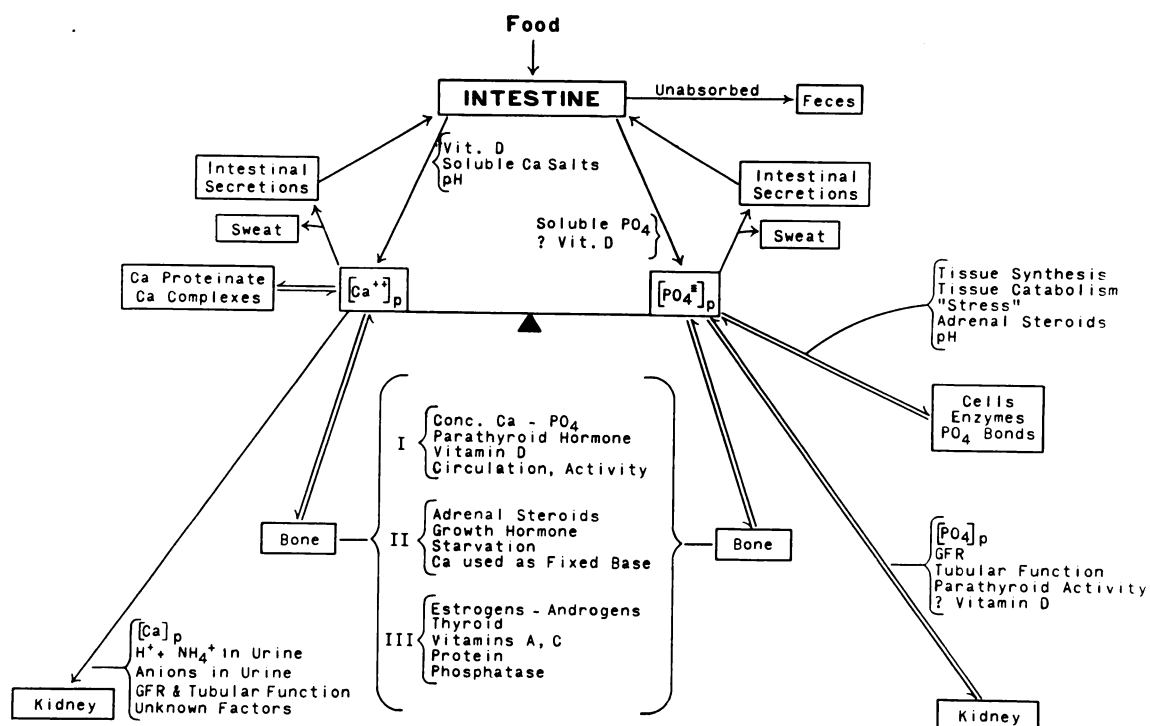 Food
INTESTINE
Unabsorbed
Feces
Vit. D
Soluble Ca Salts
pH
Intestinal
Secretions
Sweat
Intestinal
Secretions
Sweat
Soluble PO₄
? Vit. D
Ca Proteinate
Ca Complexes
[Ca⁺⁺]p
[PO₄≡]p
Tissue Synthesis
Tissue Catabolism
"Stress"
Adrenal Steroids
pH
Cells
Enzymes
PO₄ Bonds
I
Conc. Ca - PO₄
Parathyroid Hormone
Vitamin D
Circulation, Activity
Bone
II
Adrenal Steroids
Growth Hormone
Starvation
Ca used as Fixed Base
Bone
III
Estrogens - Androgens
Thyroid
Vitamins A, C
Protein
Phosphatase
[PO₄]p
GFR
Tubular Function
Parathyroid Activity
? Vitamin D
[Ca]p
H⁺+ NH₄⁺ in Urine
Anions in Urine
GFR & Tubular Function
Unknown Factors
Kidney
Kidney